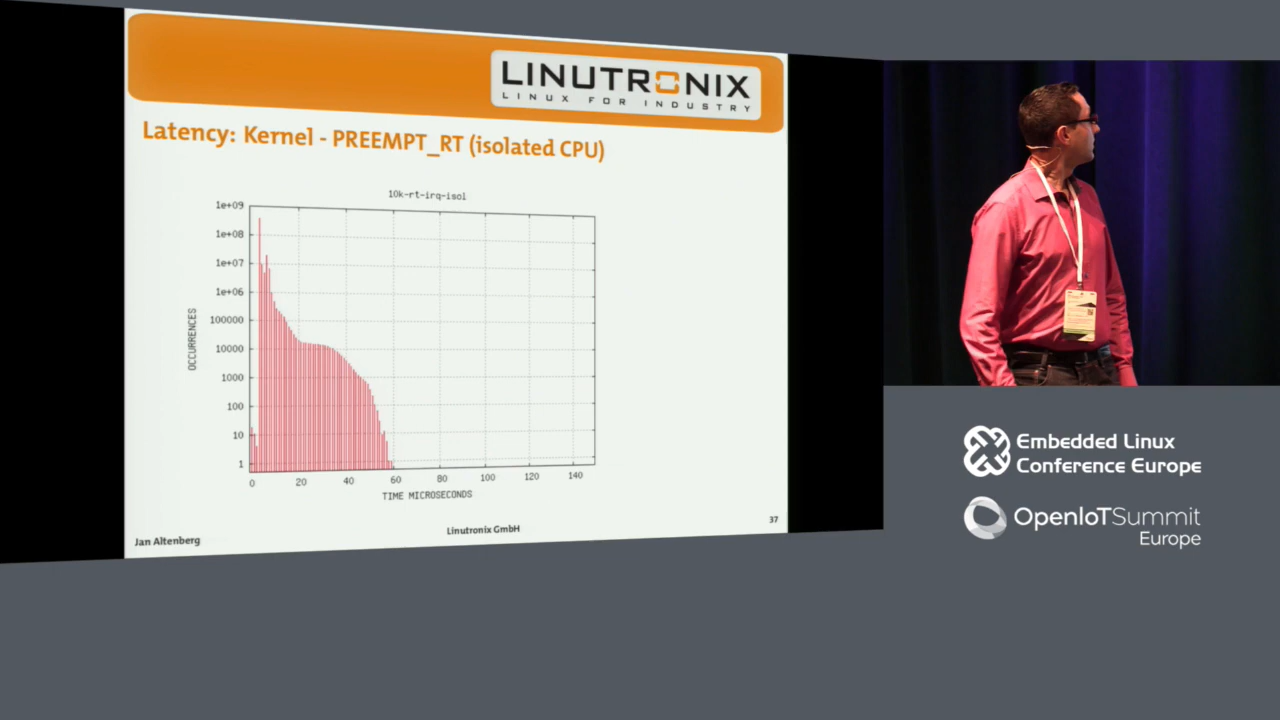 LINUTRONIX
LINUX FOR INDUSTRY
Latency: Kernel - PREEMPT_RT (isolated CPU)
10k-rt-irq-isol
1e+09
1e+08
1e+07
1e+06
100000
10000
1000
100
10
1
OCCURRENCES
0 20 40 60 80 100 120 140
TIME MICROSECONDS
Jan Altenberg
Linutronix GmbH
37
Embedded Linux
Conference Europe
OpenIoTSummit
Europe